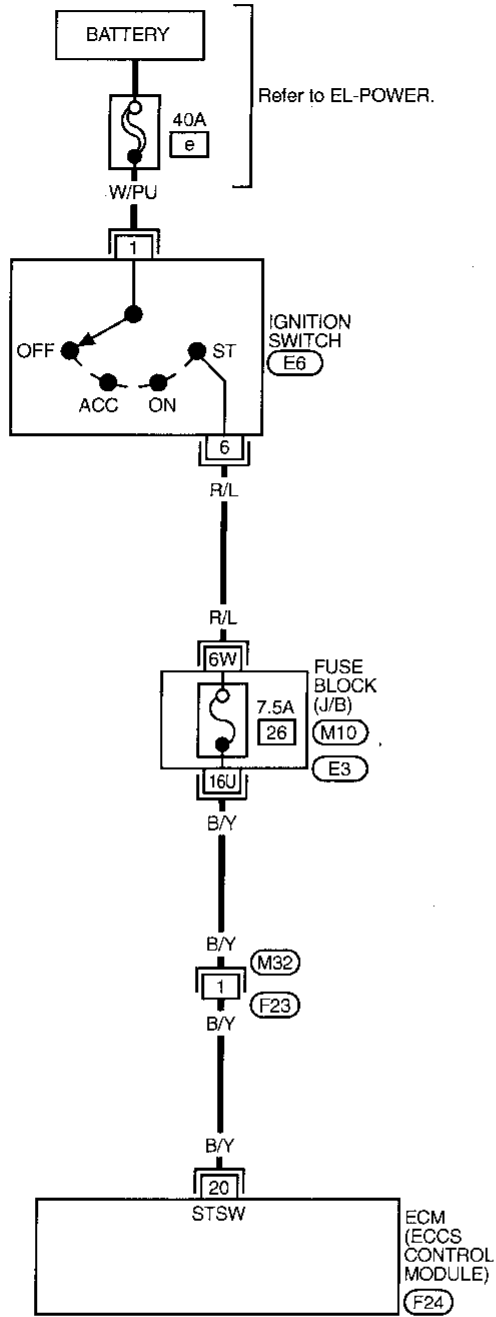 BATTERY
Refer to EL-POWER.
40A
e
W/PU
1
IGNITION
SWITCH
E6
OFF
ST
ACC
ON
6
R/L
R/L
6W
FUSE
BLOCK
(J/B)
7.5A
26
M10
E3
16U
B/Y
B/Y
M32
1
F23
B/Y
B/Y
20
STSW
ECM
(ECCS
CONTROL
MODULE)
F24